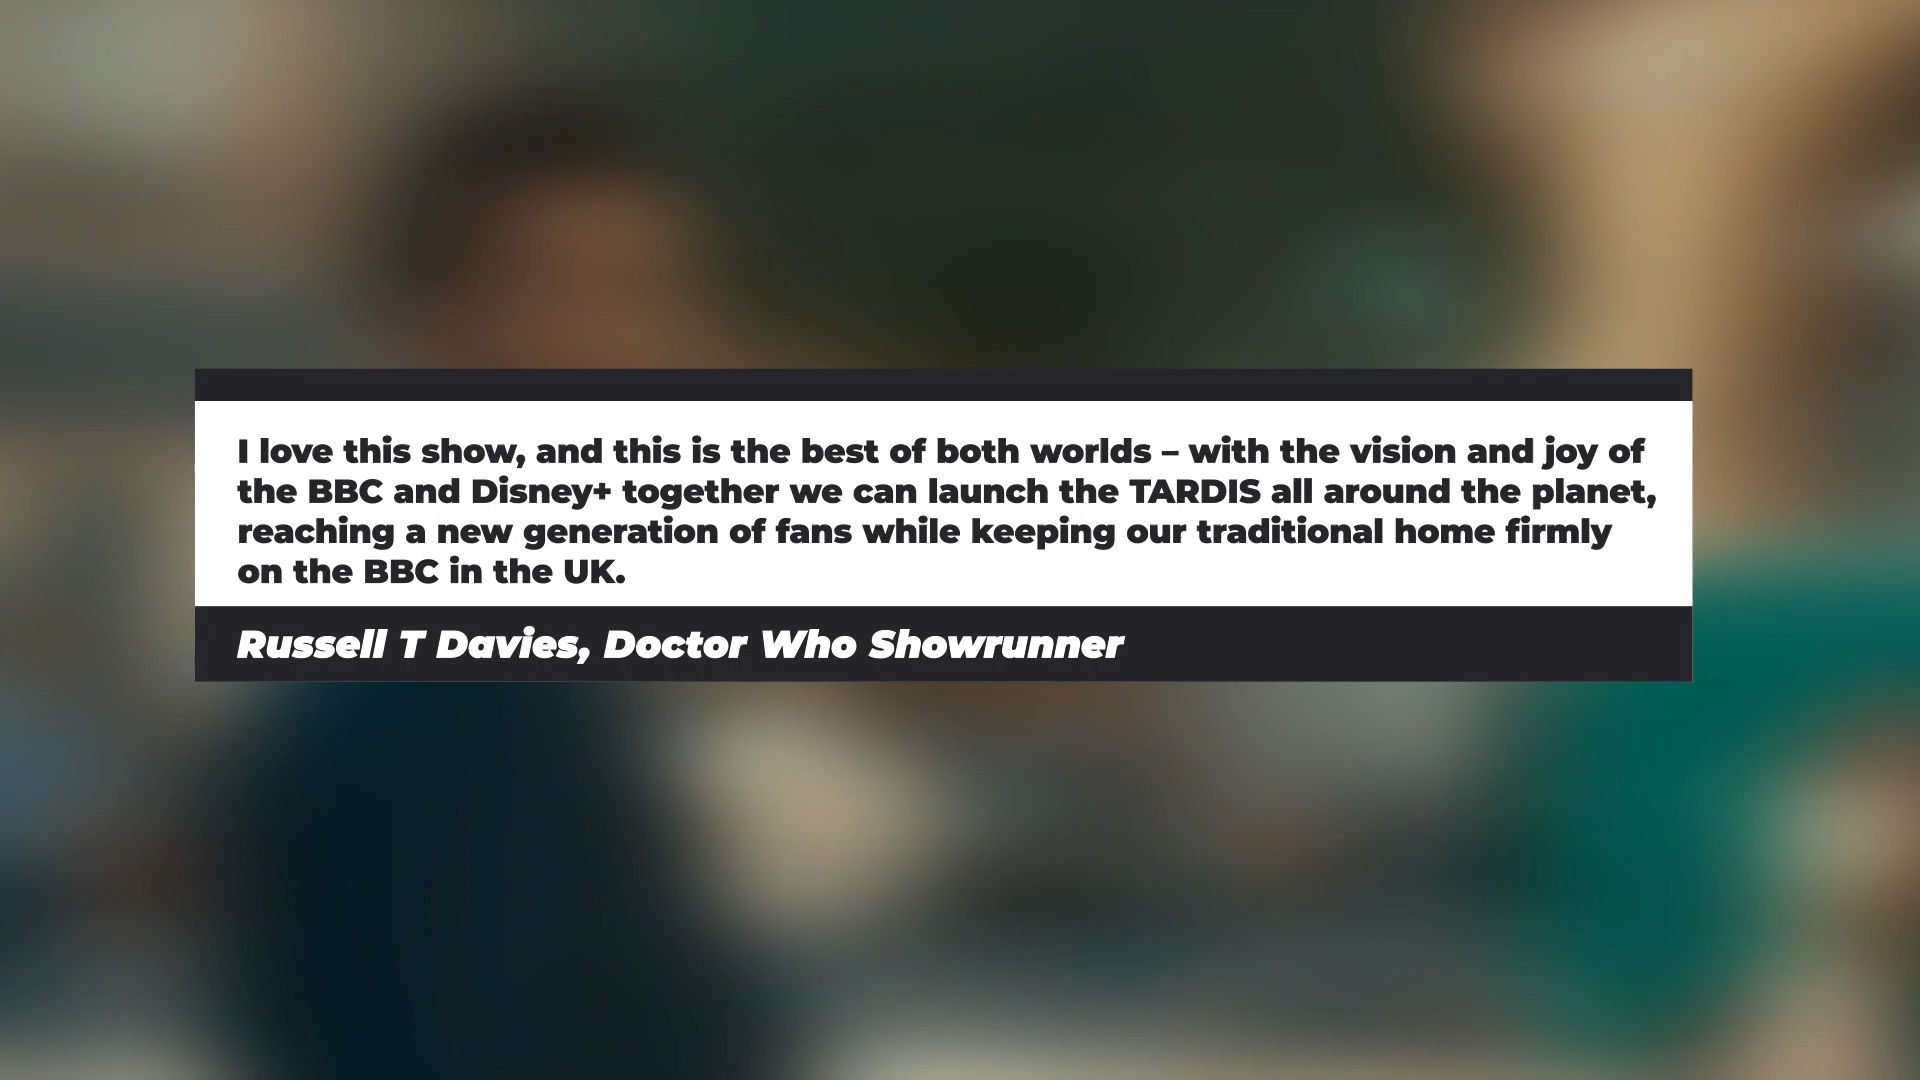 I love this show, and this is the best of both worlds – with the vision and joy of
the BBC and Disney+ together we can launch the TARDIS all around the planet,
reaching a new generation of fans while keeping our traditional home firmly
on the BBC in the UK.
Russell T Davies, Doctor Who Showrunner